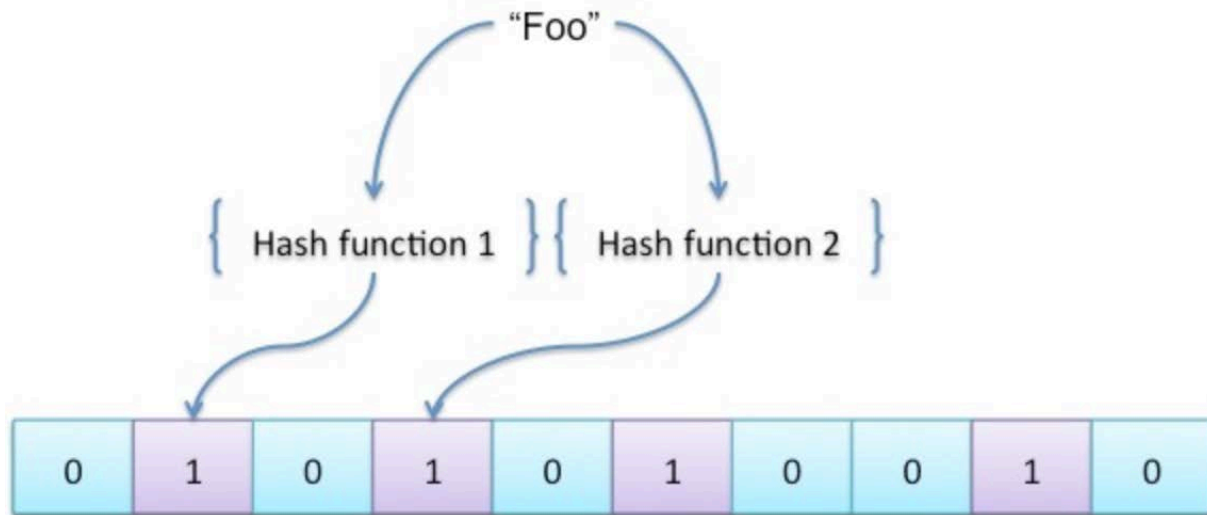 “Foo”
{ Hash function 1 } { Hash function 2 }
0 1 0 1 0 1 0 0 1 0